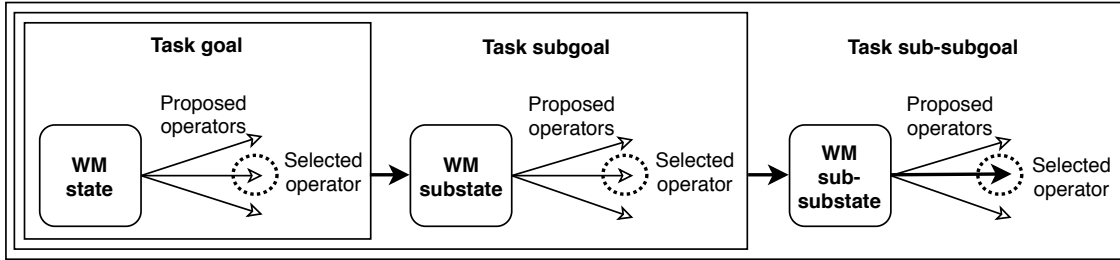 Task goal
Proposed
operators
WM
state
Selected
operator
Task subgoal
Proposed
operators
WM
substate
Selected
operator
Task sub-subgoal
Proposed
operators
WM
sub-
substate
Selected
operator